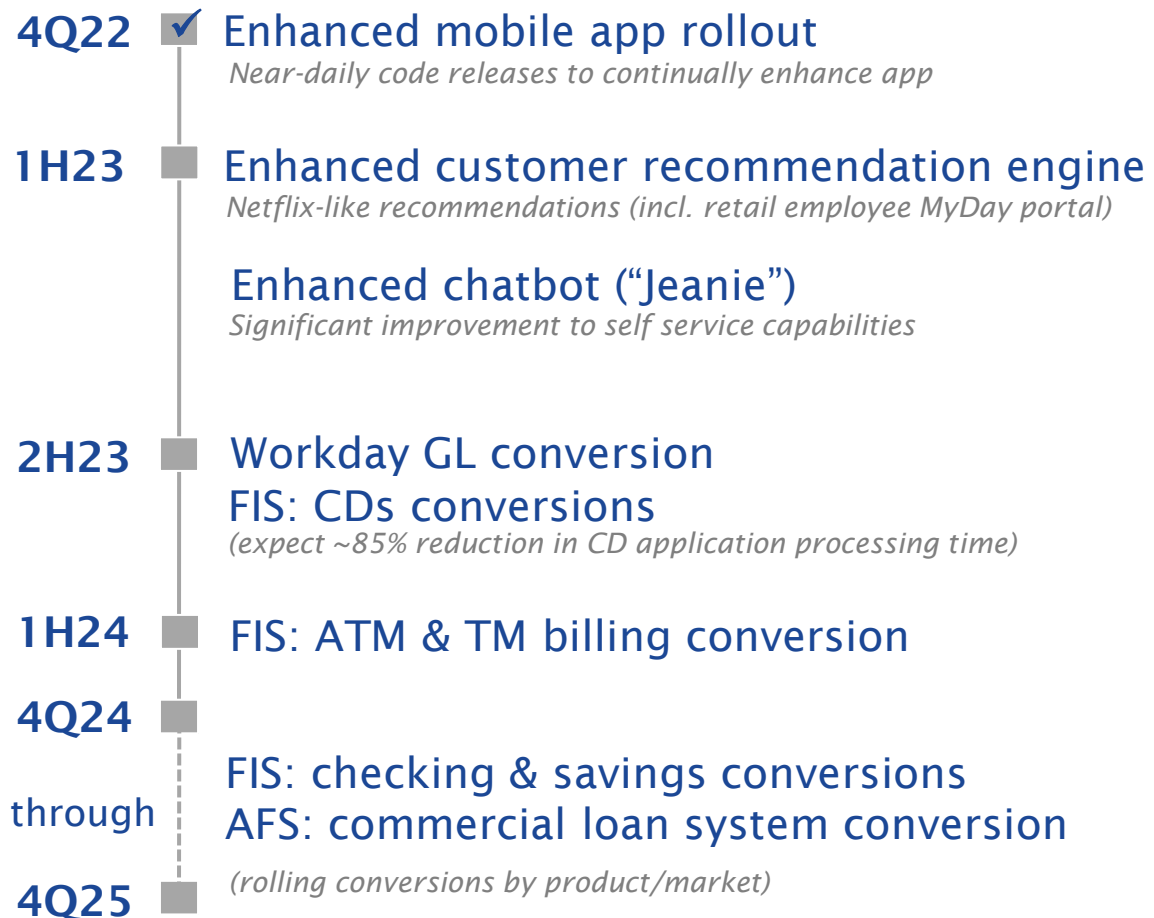 4Q22 ✓ Enhanced mobile app rollout
Near-daily code releases to continually enhance app
1H23 Enhanced customer recommendation engine
Netflix-like recommendations (incl. retail employee MyDay portal)
Enhanced chatbot (“Jeanie”)
Significant improvement to self service capabilities
2H23 Workday GL conversion
FIS: CDs conversions
(expect ~85% reduction in CD application processing time)
1H24 FIS: ATM & TM billing conversion
4Q24
FIS: checking & savings conversions
through
AFS: commercial loan system conversion
(rolling conversions by product/market)
4Q25